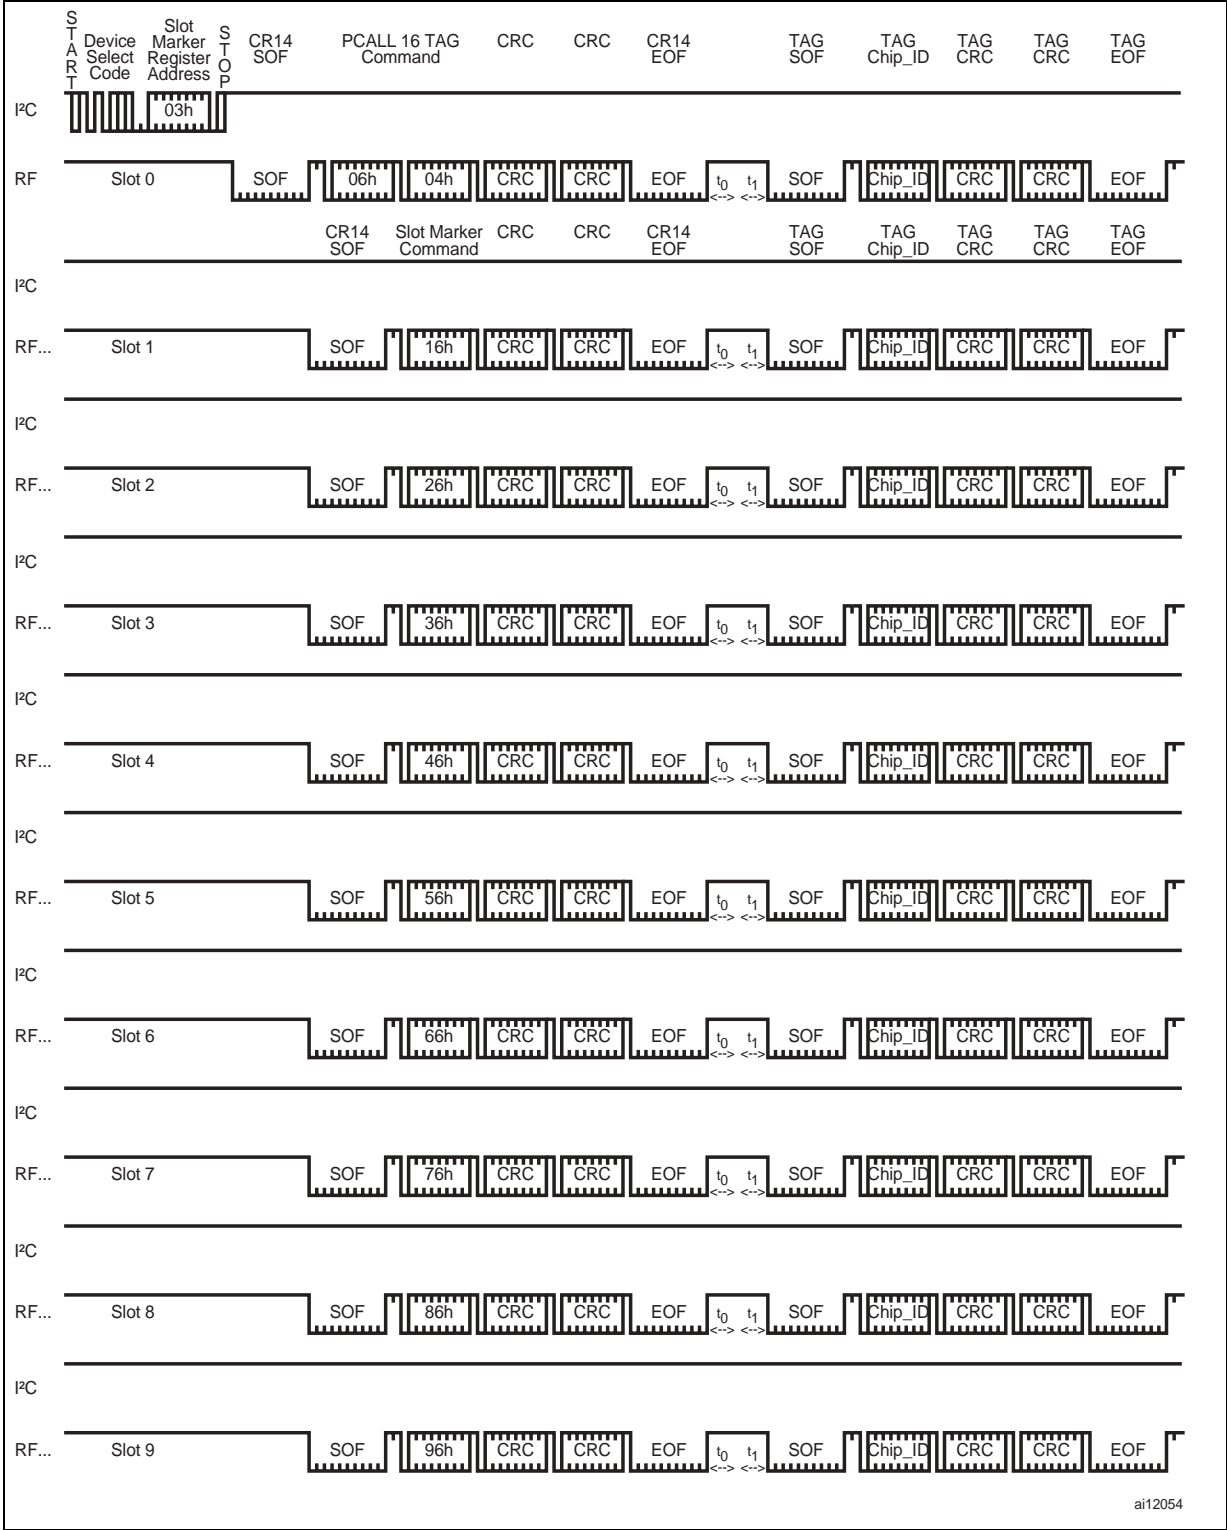 START Device Select Code Slot Marker Register Address STOP CR14 SOF PCALL 16 TAG Command CRC CRC CR14 EOF TAG SOF TAG Chip_ID TAG CRC TAG CRC TAG EOF
I²C 03h
RF Slot 0 SOF 06h 04h CRC CRC EOF t0 t1 SOF Chip_ID CRC CRC EOF
<--> <-->
CR14 SOF Slot Marker Command CRC CRC CR14 EOF TAG SOF TAG Chip_ID TAG CRC TAG CRC TAG EOF
I²C
RF... Slot 1 SOF 16h CRC CRC EOF t0 t1 SOF Chip_ID CRC CRC EOF
<--> <-->
I²C
RF... Slot 2 SOF 26h CRC CRC EOF t0 t1 SOF Chip_ID CRC CRC EOF
<--> <-->
I²C
RF... Slot 3 SOF 36h CRC CRC EOF t0 t1 SOF Chip_ID CRC CRC EOF
<--> <-->
I²C
RF... Slot 4 SOF 46h CRC CRC EOF t0 t1 SOF Chip_ID CRC CRC EOF
<--> <-->
I²C
RF... Slot 5 SOF 56h CRC CRC EOF t0 t1 SOF Chip_ID CRC CRC EOF
<--> <-->
I²C
RF... Slot 6 SOF 66h CRC CRC EOF t0 t1 SOF Chip_ID CRC CRC EOF
<--> <-->
I²C
RF... Slot 7 SOF 76h CRC CRC EOF t0 t1 SOF Chip_ID CRC CRC EOF
<--> <-->
I²C
RF... Slot 8 SOF 86h CRC CRC EOF t0 t1 SOF Chip_ID CRC CRC EOF
<--> <-->
I²C
RF... Slot 9 SOF 96h CRC CRC EOF t0 t1 SOF Chip_ID CRC CRC EOF
<--> <-->
ai12054